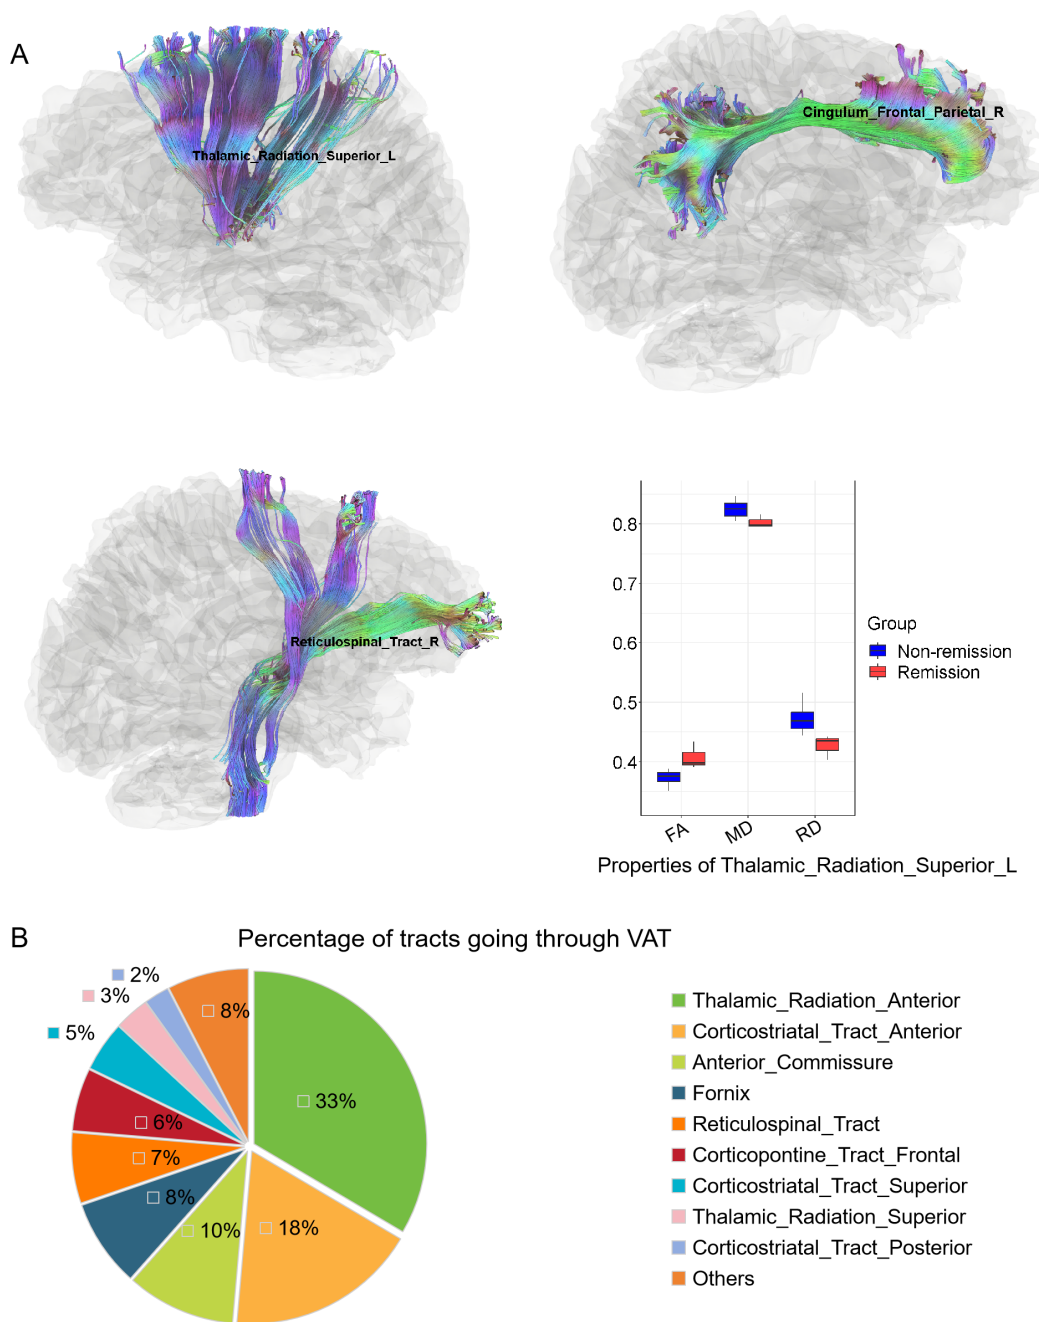 A
Thalamic_Radiation_Superior_L
Cingulum_Frontal_Parietal_R
Reticulospinal_Tract_R
0.8
0.7
0.6
0.5
0.4
FA
MD
RD
Properties of Thalamic_Radiation_Superior_L
Group
Non-remission
Remission
B
Percentage of tracts going through VAT
2%
3%
5%
8%
33%
6%
7%
8%
10%
18%
Thalamic_Radiation_Anterior
Corticostriatal_Tract_Anterior
Anterior_Commissure
Fornix
Reticulospinal_Tract
Corticopontine_Tract_Frontal
Corticostriatal_Tract_Superior
Thalamic_Radiation_Superior
Corticostriatal_Tract_Posterior
Others